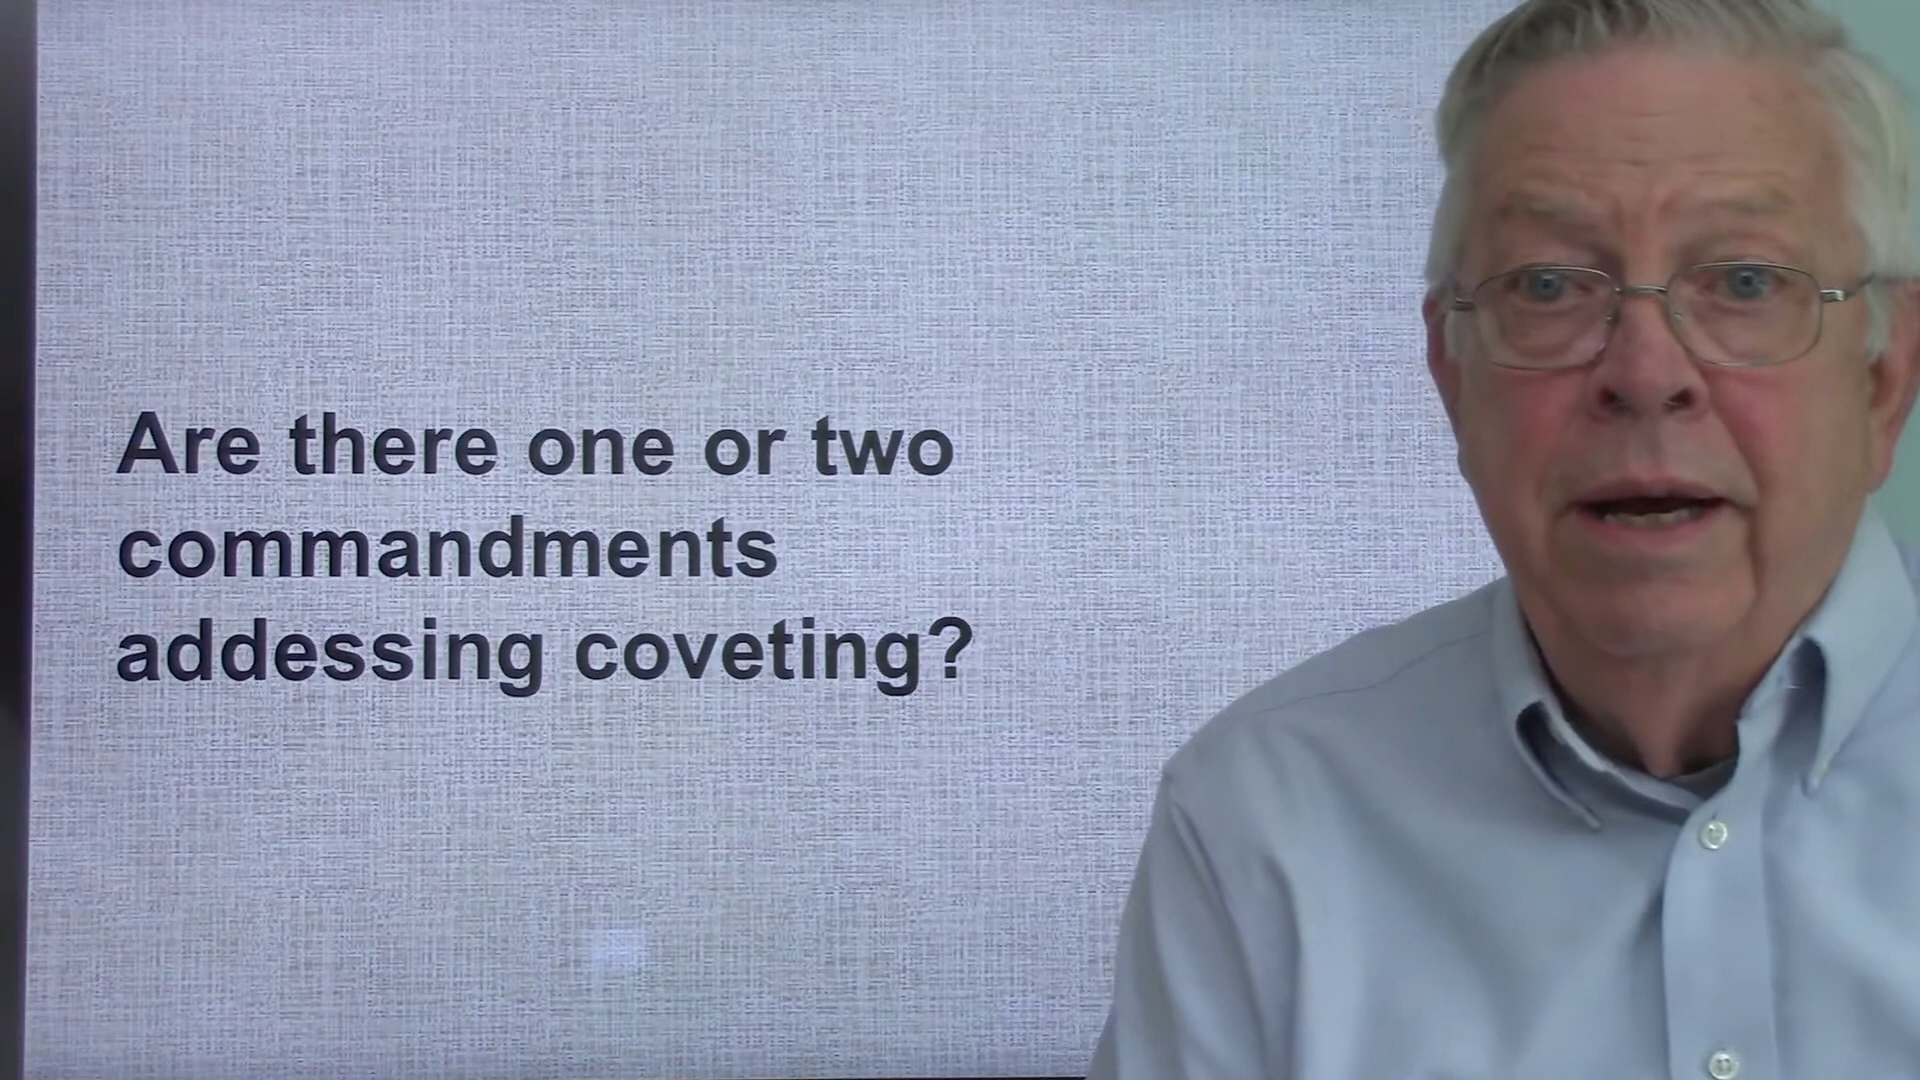 Are there one or two
commandments
addessing coveting?